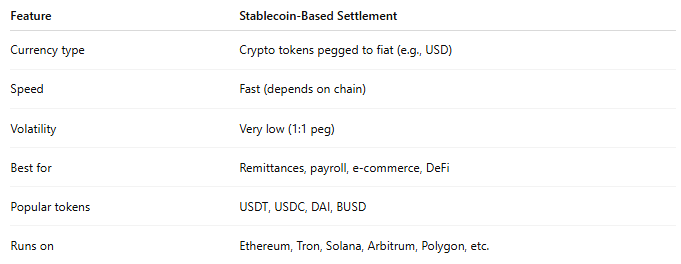 Feature Stablecoin-Based Settlement
Currency type Crypto tokens pegged to fiat (e.g., USD)
Speed Fast (depends on chain)
Volatility Very low (1:1 peg)
Best for Remittances, payroll, e-commerce, DeFi
Popular tokens USDT, USDC, DAI, BUSD
Runs on Ethereum, Tron, Solana, Arbitrum, Polygon, etc.